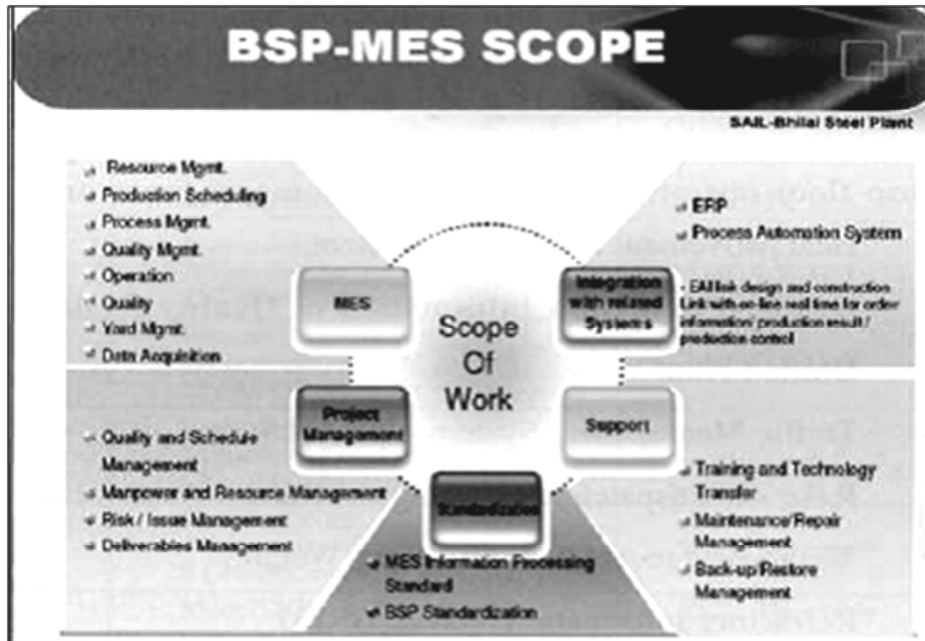 BSP-MES SCOPE
SAIL-Bhilai Steel Plant
Resource Mgmt.
Production Scheduling
Process Mgmt.
Quality Mgmt.
Operation
Quality
Yard Mgmt.
Data Acquisition
MES
Scope
Of
Work
Integration
with related
Systems
ERP
Process Automation System
- EAI link design and construction
Link with on-line real time for order
information/ production result /
production control
Project
Management
Quality and Schedule
Management
Manpower and Resource Management
Risk / Issue Management
Deliverables Management
Standardization
MES Information Processing
Standard
BSP Standardization
Support
Training and Technology
Transfer
Maintenance/Repair
Management
Back-up/Restore
Management